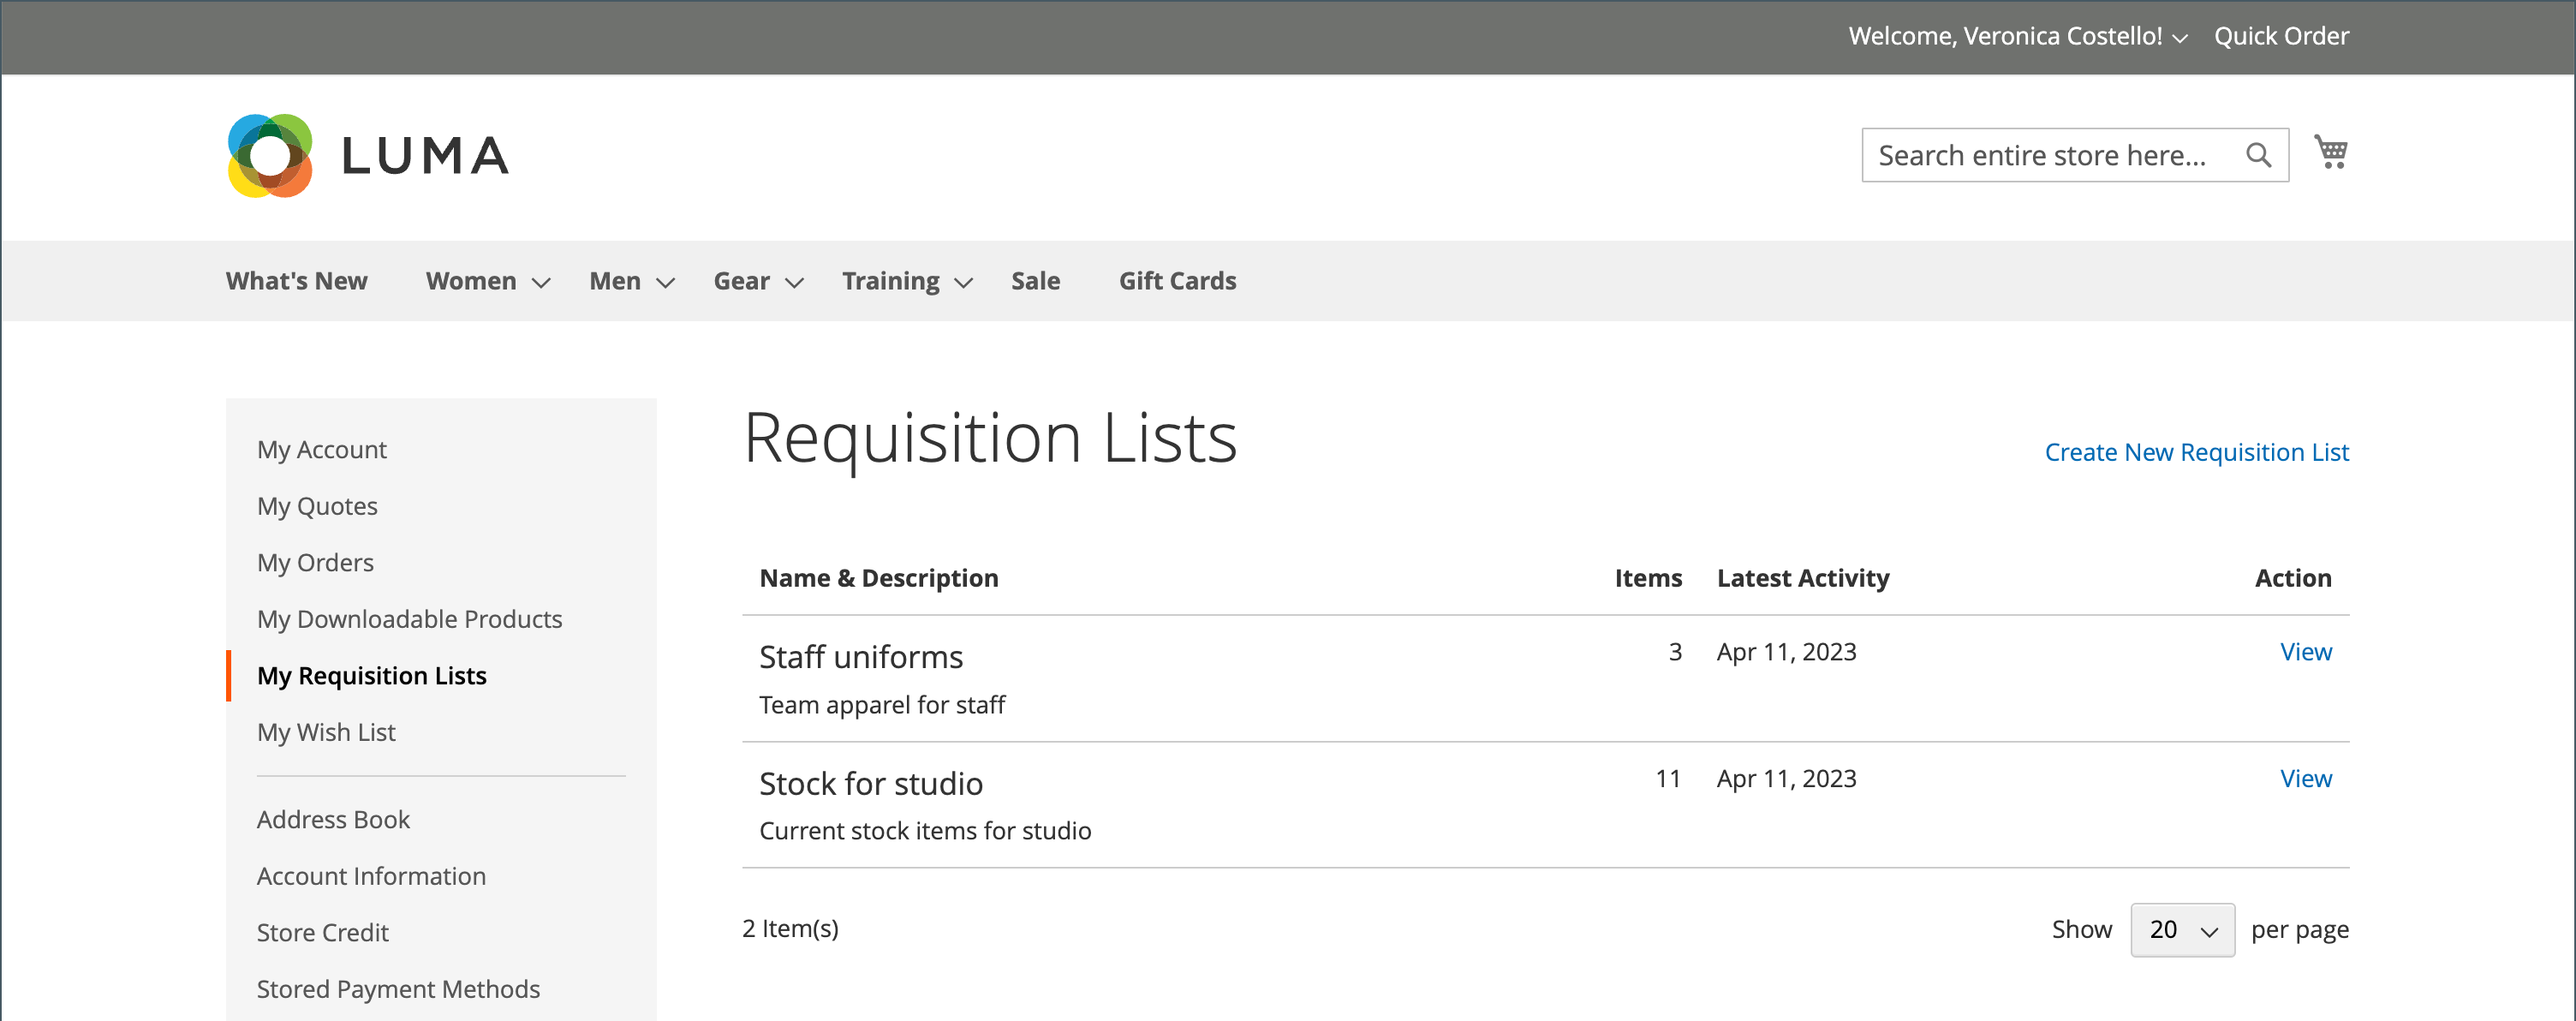 Welcome, Veronica Costello! Quick Order
LUMA
Search entire store here...
What's New Women Men Gear Training Sale Gift Cards
My Account
My Quotes
My Orders
My Downloadable Products
My Requisition Lists
My Wish List
Address Book
Account Information
Store Credit
Stored Payment Methods
Requisition Lists
Create New Requisition List
Name & Description Items Latest Activity Action
Staff uniforms 3 Apr 11, 2023 View
Team apparel for staff
Stock for studio 11 Apr 11, 2023 View
Current stock items for studio
2 Item(s) Show 20 per page